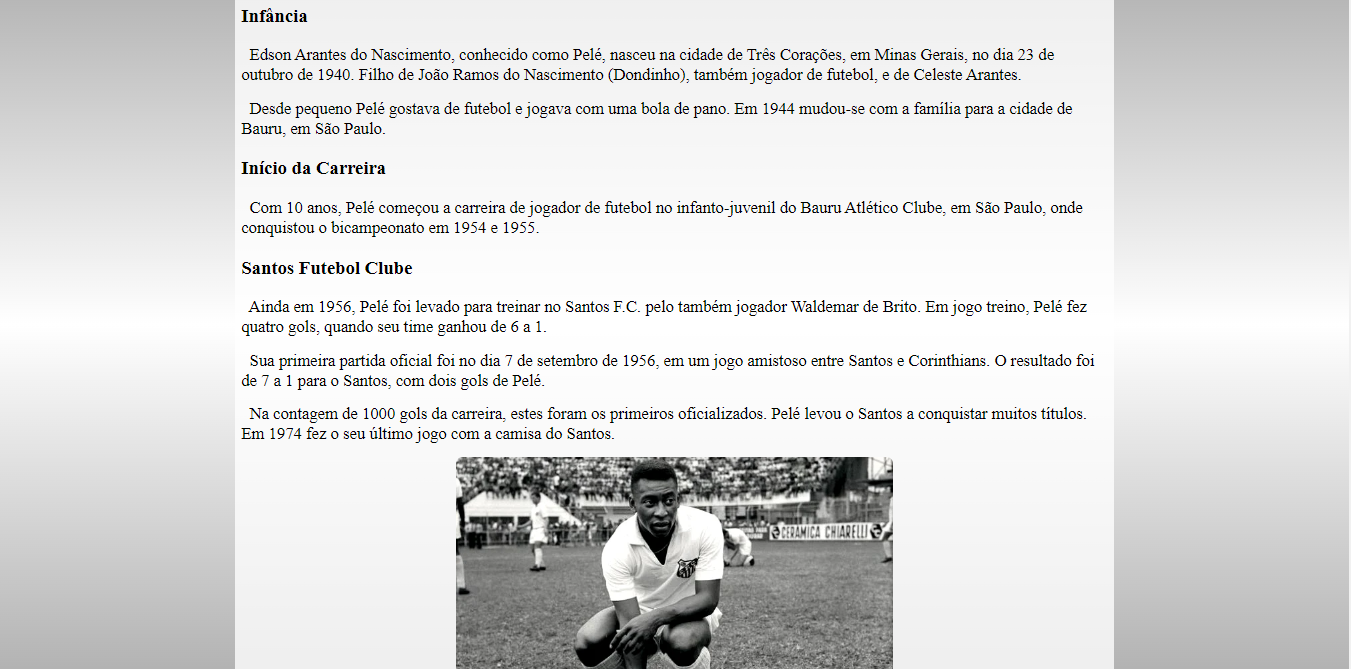 Infância
Edson Arantes do Nascimento, conhecido como Pelé, nasceu na cidade de Três Corações, em Minas Gerais, no dia 23 de
outubro de 1940. Filho de João Ramos do Nascimento (Dondinho), também jogador de futebol, e de Celeste Arantes.
Desde pequeno Pelé gostava de futebol e jogava com uma bola de pano. Em 1944 mudou-se com a família para a cidade de
Bauru, em São Paulo.
Início da Carreira
Com 10 anos, Pelé começou a carreira de jogador de futebol no infanto-juvenil do Bauru Atlético Clube, em São Paulo, onde
conquistou o bicampeonato em 1954 e 1955.
Santos Futebol Clube
Ainda em 1956, Pelé foi levado para treinar no Santos F.C. pelo também jogador Waldemar de Brito. Em jogo treino, Pelé fez
quatro gols, quando seu time ganhou de 6 a 1.
Sua primeira partida oficial foi no dia 7 de setembro de 1956, em um jogo amistoso entre Santos e Corinthians. O resultado foi
de 7 a 1 para o Santos, com dois gols de Pelé.
Na contagem de 1000 gols da carreira, estes foram os primeiros oficializados. Pelé levou o Santos a conquistar muitos títulos.
Em 1974 fez o seu último jogo com a camisa do Santos.
CERAMICA CHIARELLI